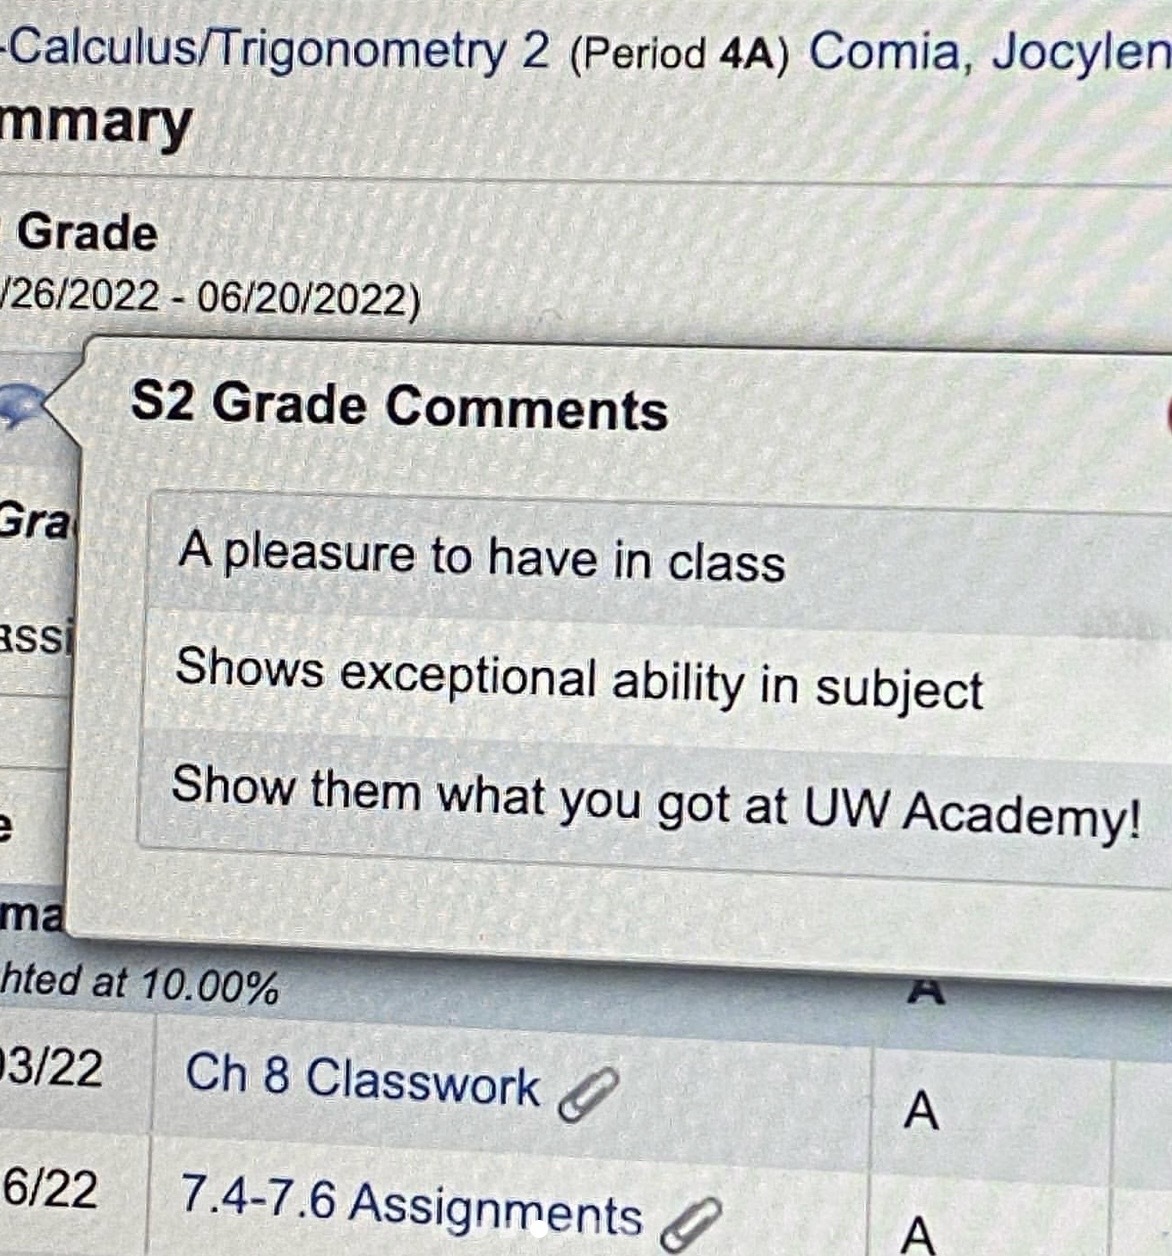 -Calculus/Trigonometry 2 (Period 4A) Comia, Jocylen
mmary
Grade
/26/2022 - 06/20/2022)
S2 Grade Comments
Gra
A pleasure to have in class
assi
Shows exceptional ability in subject
Show them what you got at UW Academy!
e
ma
hted at 10.00%
A
03/22 Ch 8 Classwork A
6/22 7.4-7.6 Assignments A